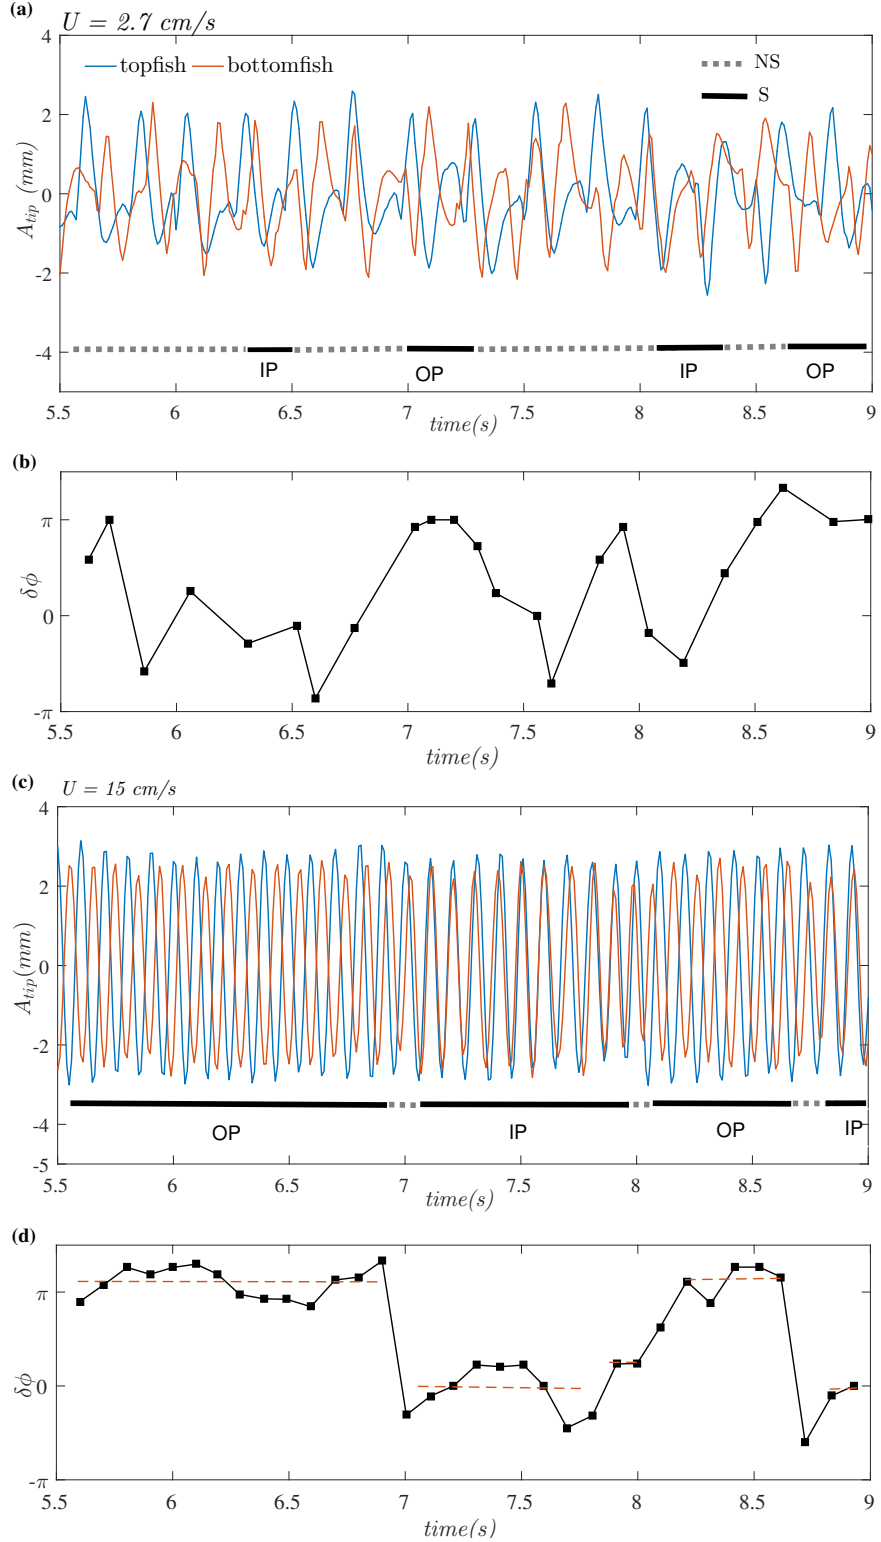 (a)
U = 2.7 cm/s
4
topfish bottomfish NS
S
2
0
-2
-4
A_tip (mm)
IP OP IP OP
5.5 6 6.5 7 7.5 8 8.5 9
time(s)
(b)
π
0
-π
δϕ
5.5 6 6.5 7 7.5 8 8.5 9
time(s)
(c)
U = 15 cm/s
4
2
0
-2
-4
-5
A_tip(mm)
OP IP OP IP
5.5 6 6.5 7 7.5 8 8.5 9
time(s)
(d)
π
0
-π
δϕ
5.5 6 6.5 7 7.5 8 8.5 9
time(s)